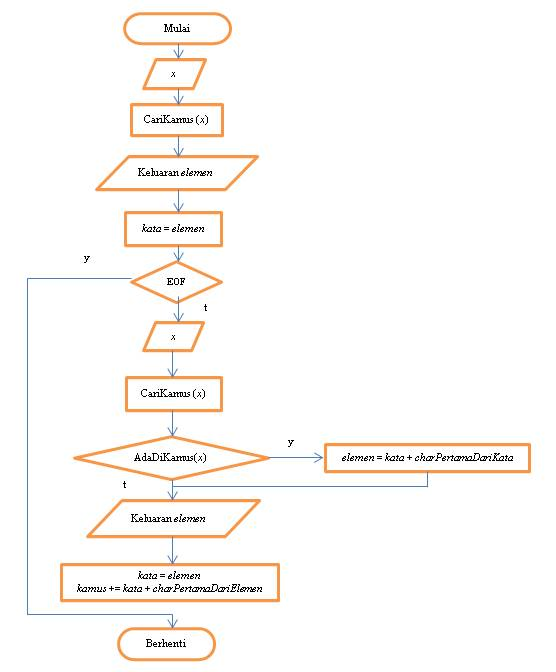 Mulai
x
CariKamus (x)
Keluaran elemen
kata = elemen
y
EOF
t
x
CariKamus (x)
AdaDiKamus(x)
y
elemen = kata + charPertamaDariKata
t
Keluaran elemen
kata = elemen
kamus += kata + charPertamaDariElemen
Berhenti